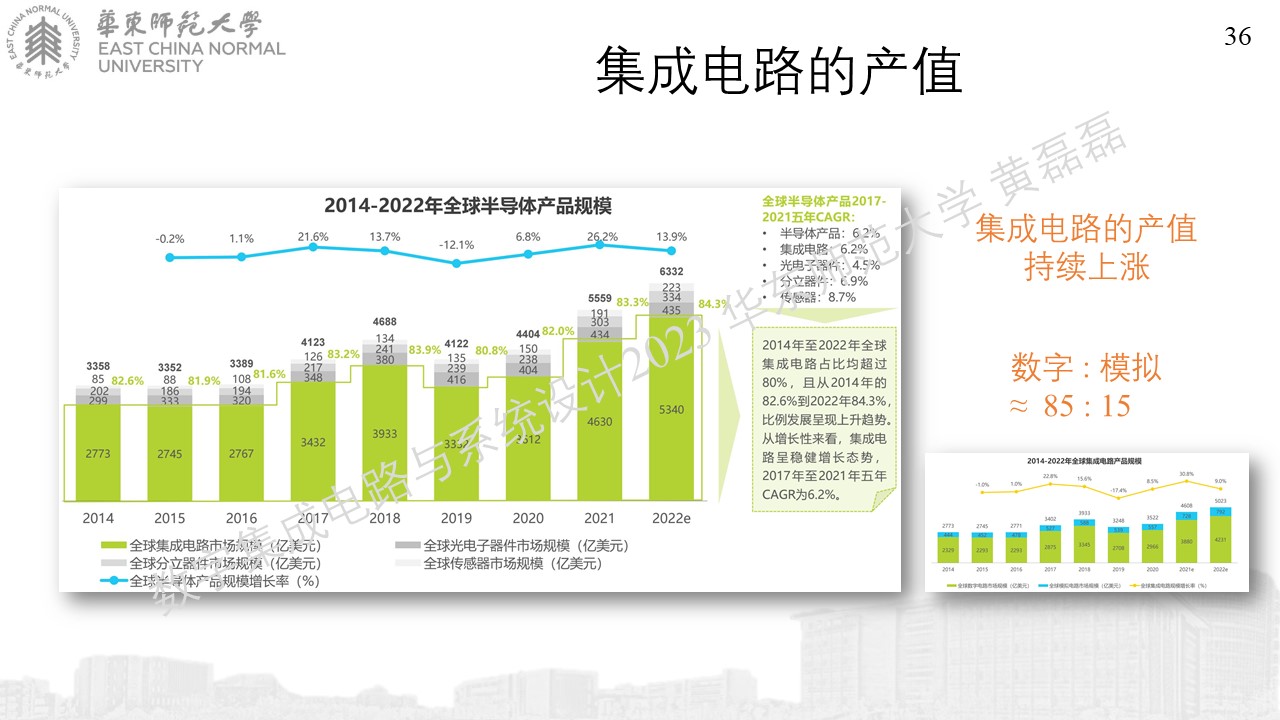 華東師范大學
EAST CHINA NORMAL
UNIVERSITY
EAST CHINA NORMAL UNIVERSITY
華東師范大學
36
集成电路的产值
2014-2022年全球半导体产品规模
-0.2% 1.1% 21.6% 13.7% -12.1% 6.8% 26.2% 13.9%
3358 3352 3389 4123 4688 4122 4404 5559 6332
85 88 108 126 134 135 150 191 223
202 186 194 217 241 239 238 303 334
299 333 320 348 380 416 404 434 435
82.6% 81.9% 81.6% 83.2% 83.9% 80.8% 82.0% 83.3% 84.3%
2773 2745 2767 3432 3933 4630 5340
2014 2015 2016 2017 2018 2019 2020 2021 2022e
全球集成电路市场规模（亿美元）
全球光电子器件市场规模（亿美元）
全球分立器件市场规模（亿美元）
全球传感器市场规模（亿美元）
全球半导体产品规模增长率（%）
全球半导体产品2017-
2021五年CAGR：
• 半导体产品：6.2%
• 集成电路：6.2%
• 光电子器件：4.5%
• 分立器件：6.9%
• 传感器：8.7%
2014年至2022年全球
集成电路占比均超过
80%，且从2014年的
82.6%到2022年84.3%，
比例发展呈现上升趋势。
从增长性来看，集成电
路呈稳健增长态势，
2017年至2021年五年
CAGR为6.2%。
集成电路的产值
持续上涨
数字 : 模拟
≈ 85 : 15
2014-2022年全球集成电路产品规模
-1.0% 1.0% 22.8% 15.6% -17.4% 8.5% 30.8% 9.0%
2773 2745 2771 3402 3933 3248 3522 4608 5023
2329 2293 2293 2875 3345 2708 2966 3880 4231
2014 2015 2016 2017 2018 2019 2020 2021e 2022e
全球数字电路市场规模（亿美元）
全球模拟电路市场规模（亿美元）
全球集成电路规模增长率（%）
数字集成电路与系统设计2023 华东师范大学 黄磊磊